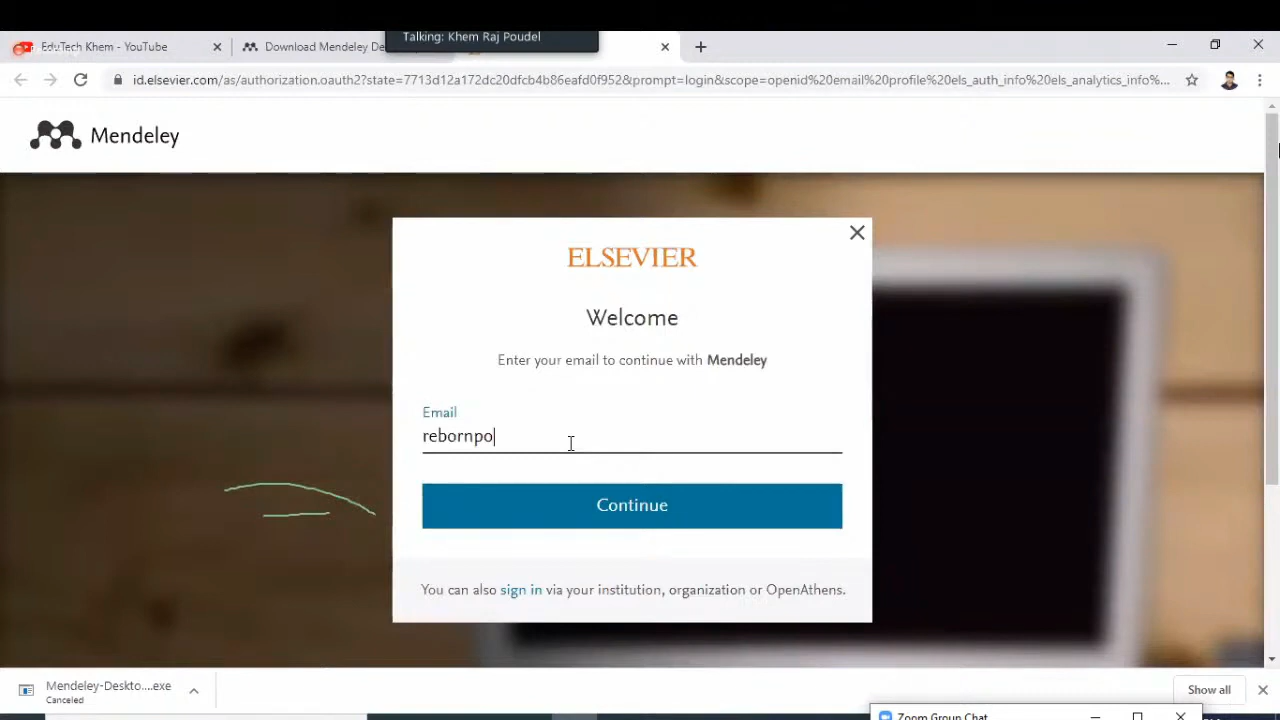 Talking: Khem Raj Poudel
EduTech Khem - YouTube
Download Mendeley De
id.elsevier.com/as/authorization.oauth2?state=7713d12a172dc20dfcb4b86eafd0f952&prompt=login&scope=openid%20email%20profile%20els_auth_info%20els_analytics_info%...
Mendeley
ELSEVIER
Welcome
Enter your email to continue with Mendeley
Email
rebornpo
Continue
You can also sign in via your institution, organization or OpenAthens.
Mendeley-Deskto....exe
Canceled
Show all
Zoom Group Chat